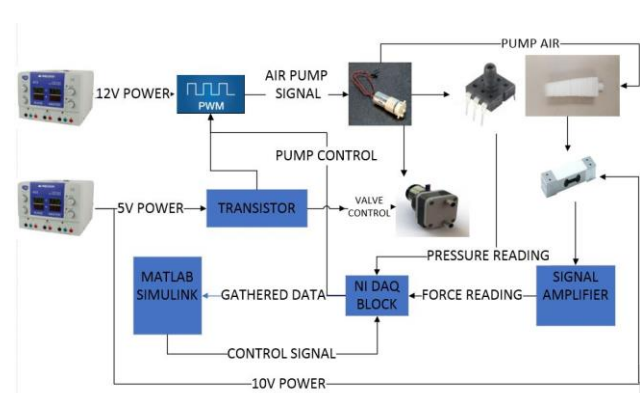 PUMP AIR
12V POWER
PWM
AIR PUMP
SIGNAL
PUMP CONTROL
5V POWER
TRANSISTOR
VALVE
CONTROL
PRESSURE READING
MATLAB
SIMULINK
GATHERED DATA
NI DAQ
BLOCK
FORCE READING
SIGNAL
AMPLIFIER
CONTROL SIGNAL
10V POWER